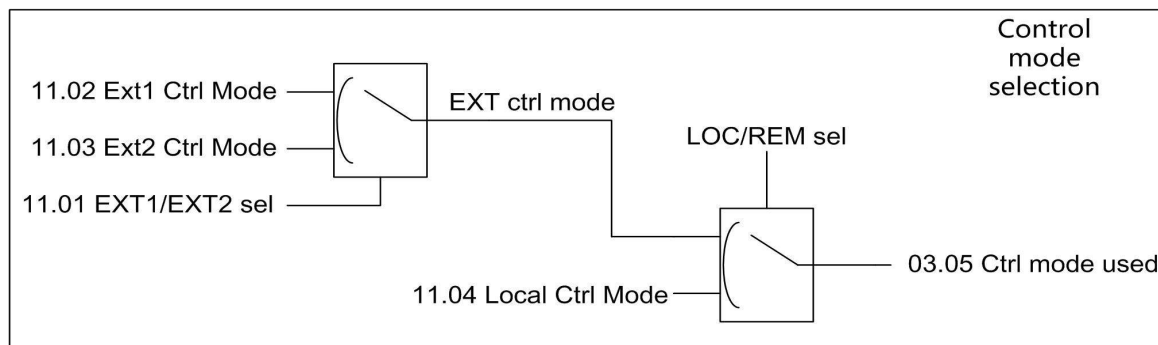 Control
mode
selection
11.02 Ext1 Ctrl Mode
EXT ctrl mode
11.03 Ext2 Ctrl Mode
LOC/REM sel
11.01 EXT1/EXT2 sel
03.05 Ctrl mode used
11.04 Local Ctrl Mode